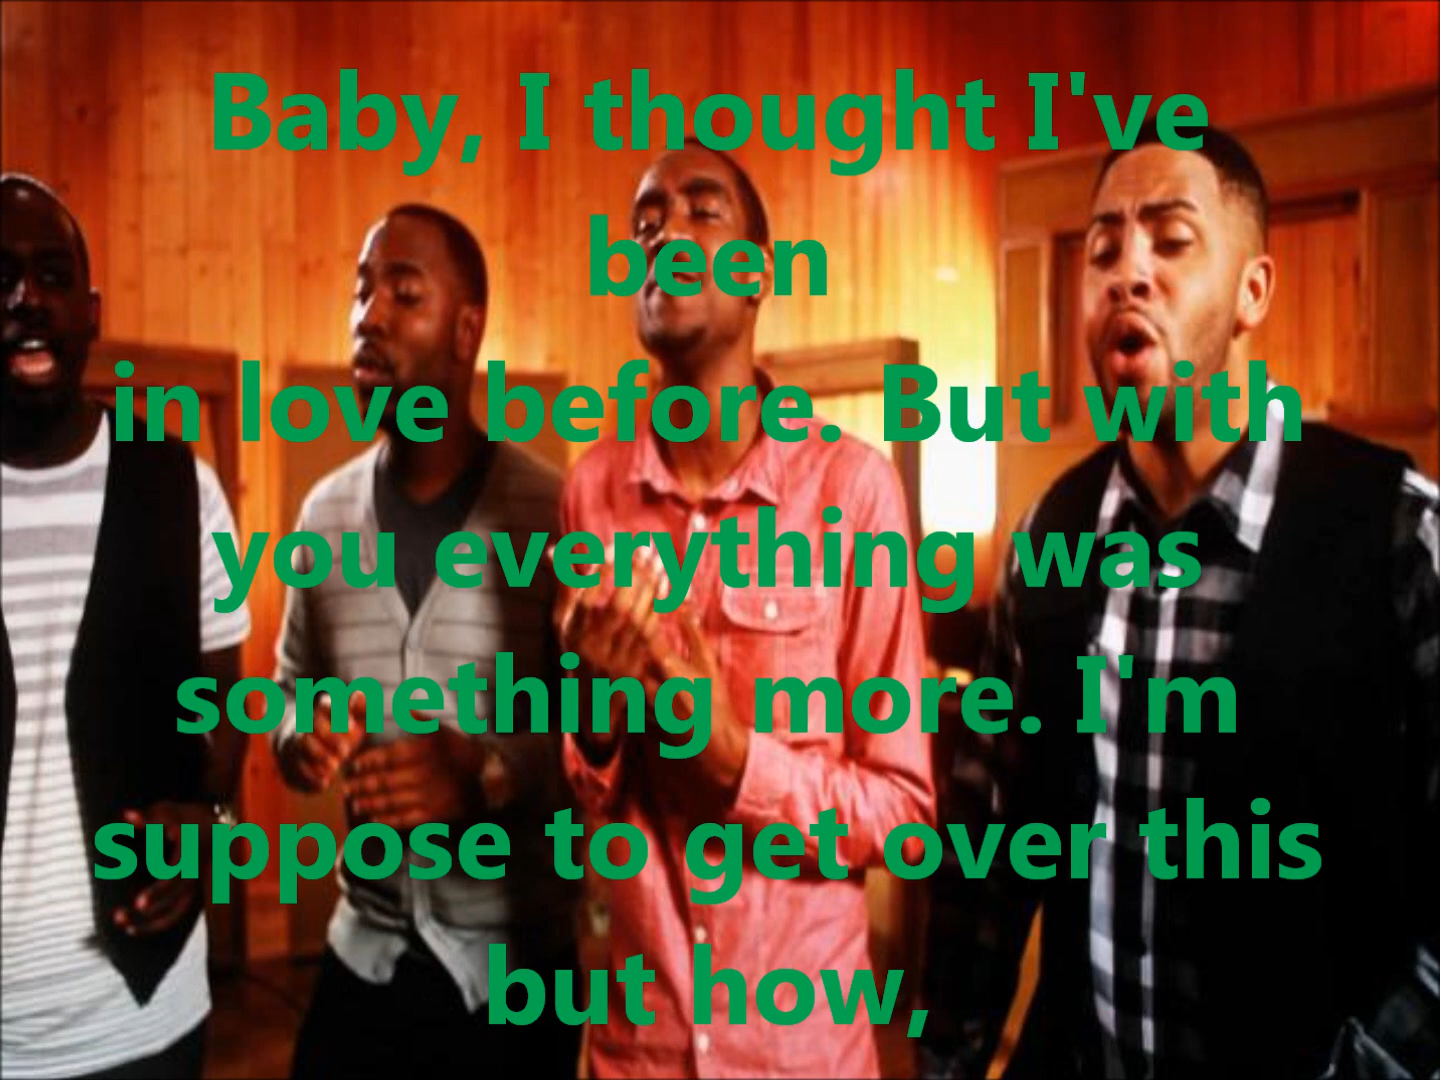 Baby, I thought I've
been
in love before. But with
you everything was
something more. I'm
suppose to get over this
but how,